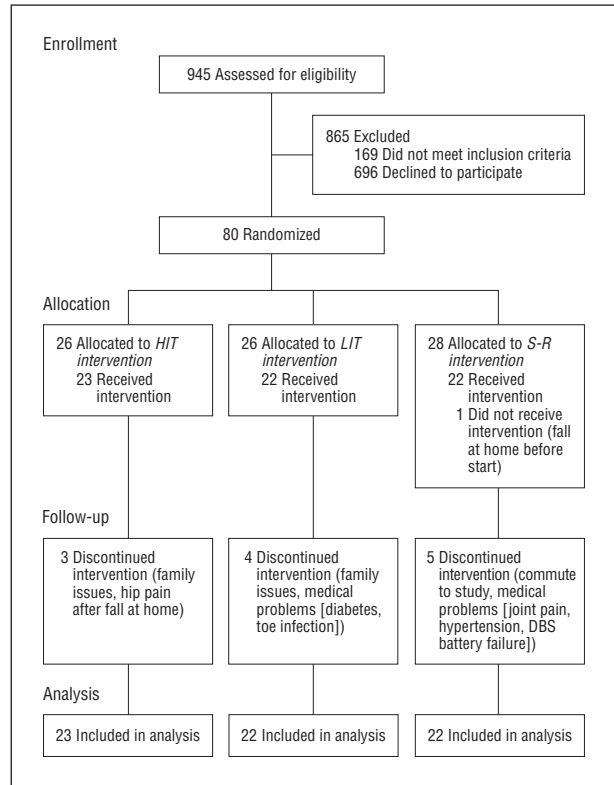 Enrollment
945 Assessed for eligibility
865 Excluded
169 Did not meet inclusion criteria
696 Declined to participate
80 Randomized
Allocation
26 Allocated to HIT
intervention
23 Received
intervention
26 Allocated to LIT
intervention
22 Received
intervention
28 Allocated to S-R
intervention
22 Received
intervention
1 Did not receive
intervention (fall
at home before
start)
Follow-up
3 Discontinued
intervention (family
issues, hip pain
after fall at home)
4 Discontinued
intervention (family
issues, medical
problems [diabetes,
toe infection])
5 Discontinued
intervention (commute
to study, medical
problems [joint pain,
hypertension, DBS
battery failure])
Analysis
23 Included in analysis
22 Included in analysis
22 Included in analysis